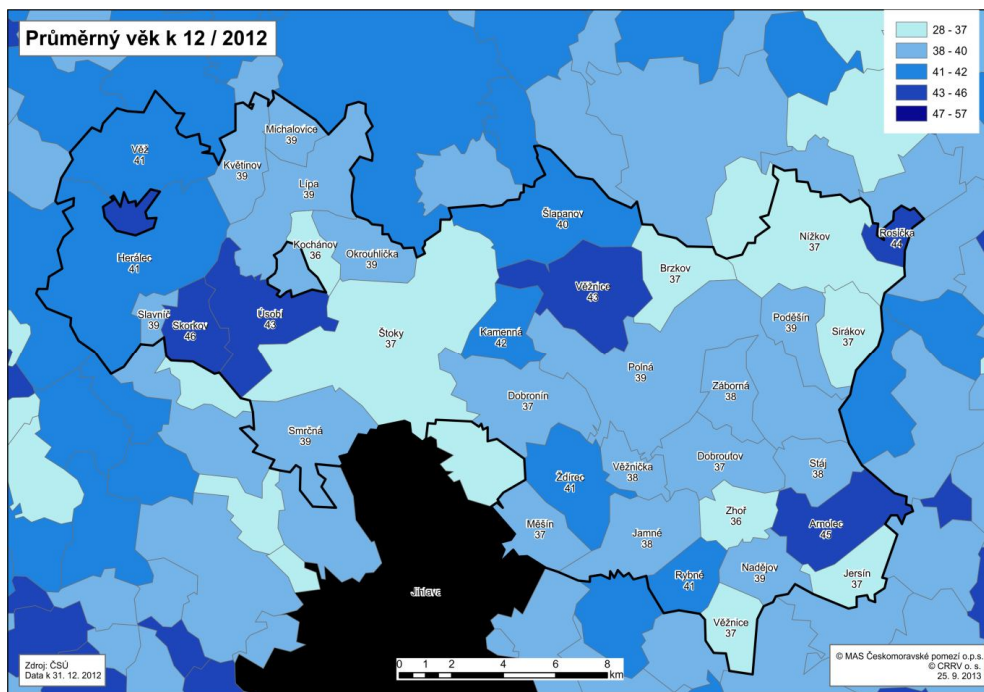 Průměrný věk k 12 / 2012
28 - 37
38 - 40
41 - 42
43 - 46
47 - 57
Michalovice
39
Věž
41
Květinov
39
Lípa
39
Šlapanov
40
Nížkov
37
Rosička
44
Kochánov
36
Okrouhlička
39
Herálec
41
Brzkov
37
Věžnice
43
Slavníč
39
Skorkov
46
Úsobí
43
Štoky
37
Kamenná
42
Poděšín
39
Sirákov
37
Polná
39
Dobronín
37
Záborná
38
Smrčná
39
Ždírec
41
Věžnička
38
Dobroutov
37
Stáj
38
Zhoř
36
Arnolec
45
Měšín
37
Jamné
38
Rybné
41
Nadějov
39
Jersín
37
Jihlava
Věžnice
37
Zdroj: ČSÚ
Data k 31. 12. 2012
0 1 2 4 6 8
km
© MAS Českomoravské pomezí o.p.s.
© CRRV o. s.
25. 9. 2013